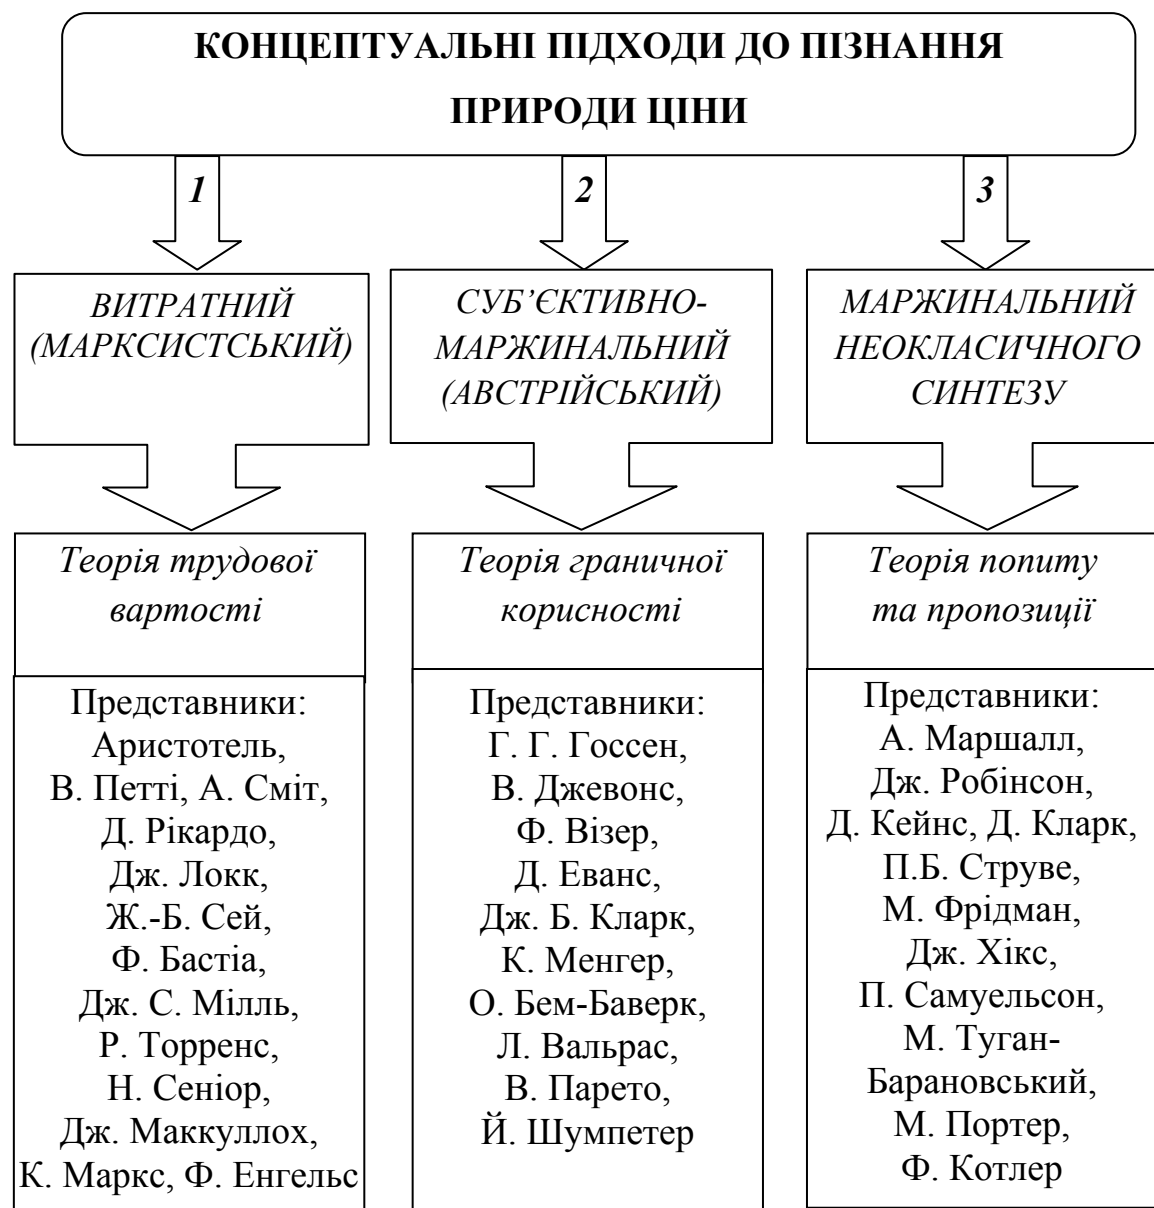 КОНЦЕПТУАЛЬНІ ПІДХОДИ ДО ПІЗНАННЯ
ПРИРОДИ ЦІНИ
1
2
3
ВИТРАТНИЙ
(МАРКСИСТСЬКИЙ)
СУБ’ЄКТИВНО-
МАРЖИНАЛЬНИЙ
(АВСТРІЙСЬКИЙ)
МАРЖИНАЛЬНИЙ
НЕОКЛАСИЧНОГО
СИНТЕЗУ
Теорія трудової
вартості
Теорія граничної
корисності
Теорія попиту
та пропозиції
Представники:
Аристотель,
В. Петті, А. Сміт,
Д. Рікардо,
Дж. Локк,
Ж.-Б. Сей,
Ф. Бастіа,
Дж. С. Мілль,
Р. Торренс,
Н. Сеніор,
Дж. Маккуллох,
К. Маркс, Ф. Енгельс
Представники:
Г. Г. Госсен,
В. Джевонс,
Ф. Візер,
Д. Еванс,
Дж. Б. Кларк,
К. Менгер,
О. Бем-Баверк,
Л. Вальрас,
В. Парето,
Й. Шумпетер
Представники:
А. Маршалл,
Дж. Робінсон,
Д. Кейнс, Д. Кларк,
П.Б. Струве,
М. Фрідман,
Дж. Хікс,
П. Самуельсон,
М. Туган-
Барановський,
М. Портер,
Ф. Котлер